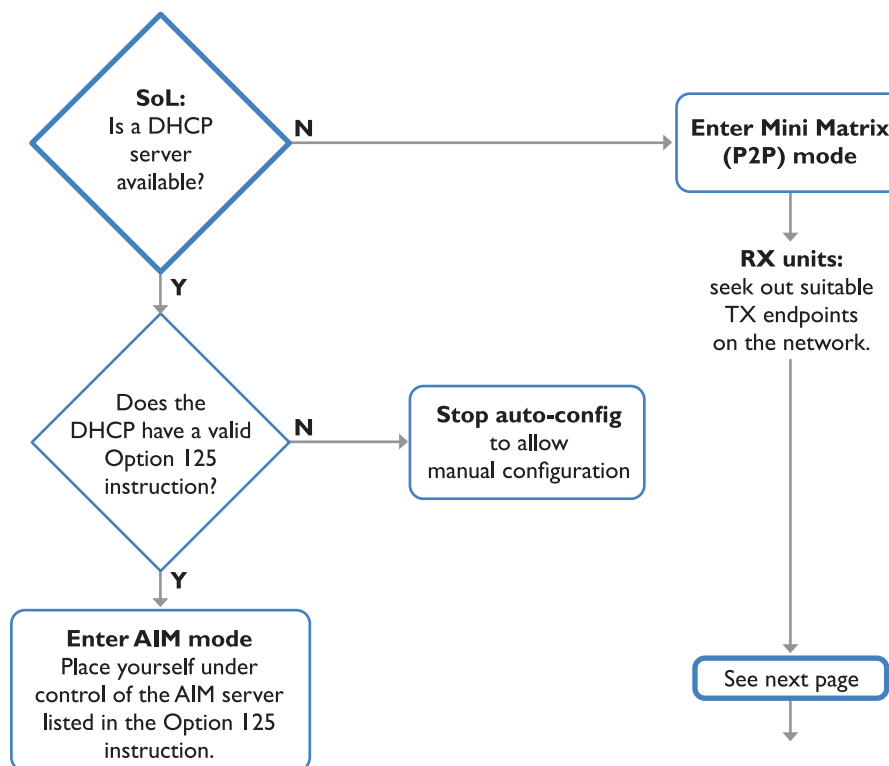 SoL:
Is a DHCP
server
available?
N
Enter Mini Matrix
(P2P) mode
Y
RX units:
seek out suitable
TX endpoints
on the network.
Does the
DHCP have a valid
Option 125
instruction?
N
Stop auto-config
to allow
manual configuration
Y
Enter AIM mode
Place yourself under
control of the AIM server
listed in the Option 125
instruction.
See next page